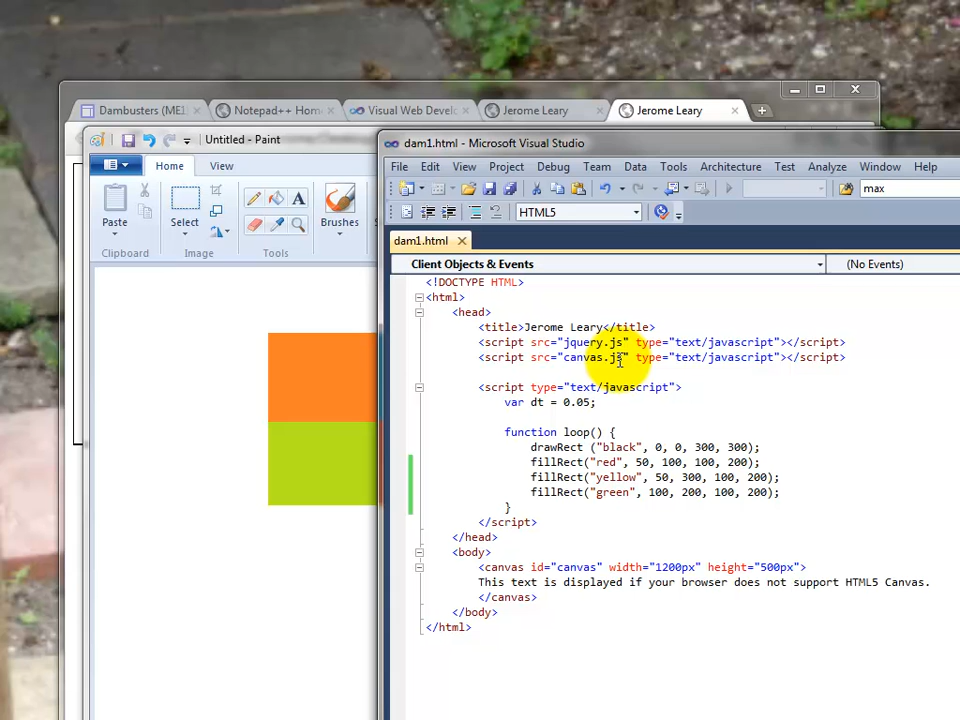 Dambusters (ME1
Notepad++ Hom
Visual Web Devel
Jerome Leary
Jerome Leary
Untitled - Paint
Home
View
Paste
Select
Brushes
Clipboard
Image
Tools
dam1.html - Microsoft Visual Studio
File Edit View Project Debug Team Data Tools Architecture Test Analyze Window Help
HTML5
max
dam1.html
Client Objects & Events
(No Events)
<!DOCTYPE HTML>
<html>
<head>
<title>Jerome Leary</title>
<script src="jquery.js" type="text/javascript"></script>
<script src="canvas.js" type="text/javascript"></script>
<script type="text/javascript">
var dt = 0.05;
function loop() {
drawRect ("black", 0, 0, 300, 300);
fillRect("red", 50, 100, 100, 200);
fillRect("yellow", 50, 300, 100, 200);
fillRect("green", 100, 200, 100, 200);
}
</script>
</head>
<body>
<canvas id="canvas" width="1200px" height="500px">
This text is displayed if your browser does not support HTML5 Canvas.
</canvas>
</body>
</html>